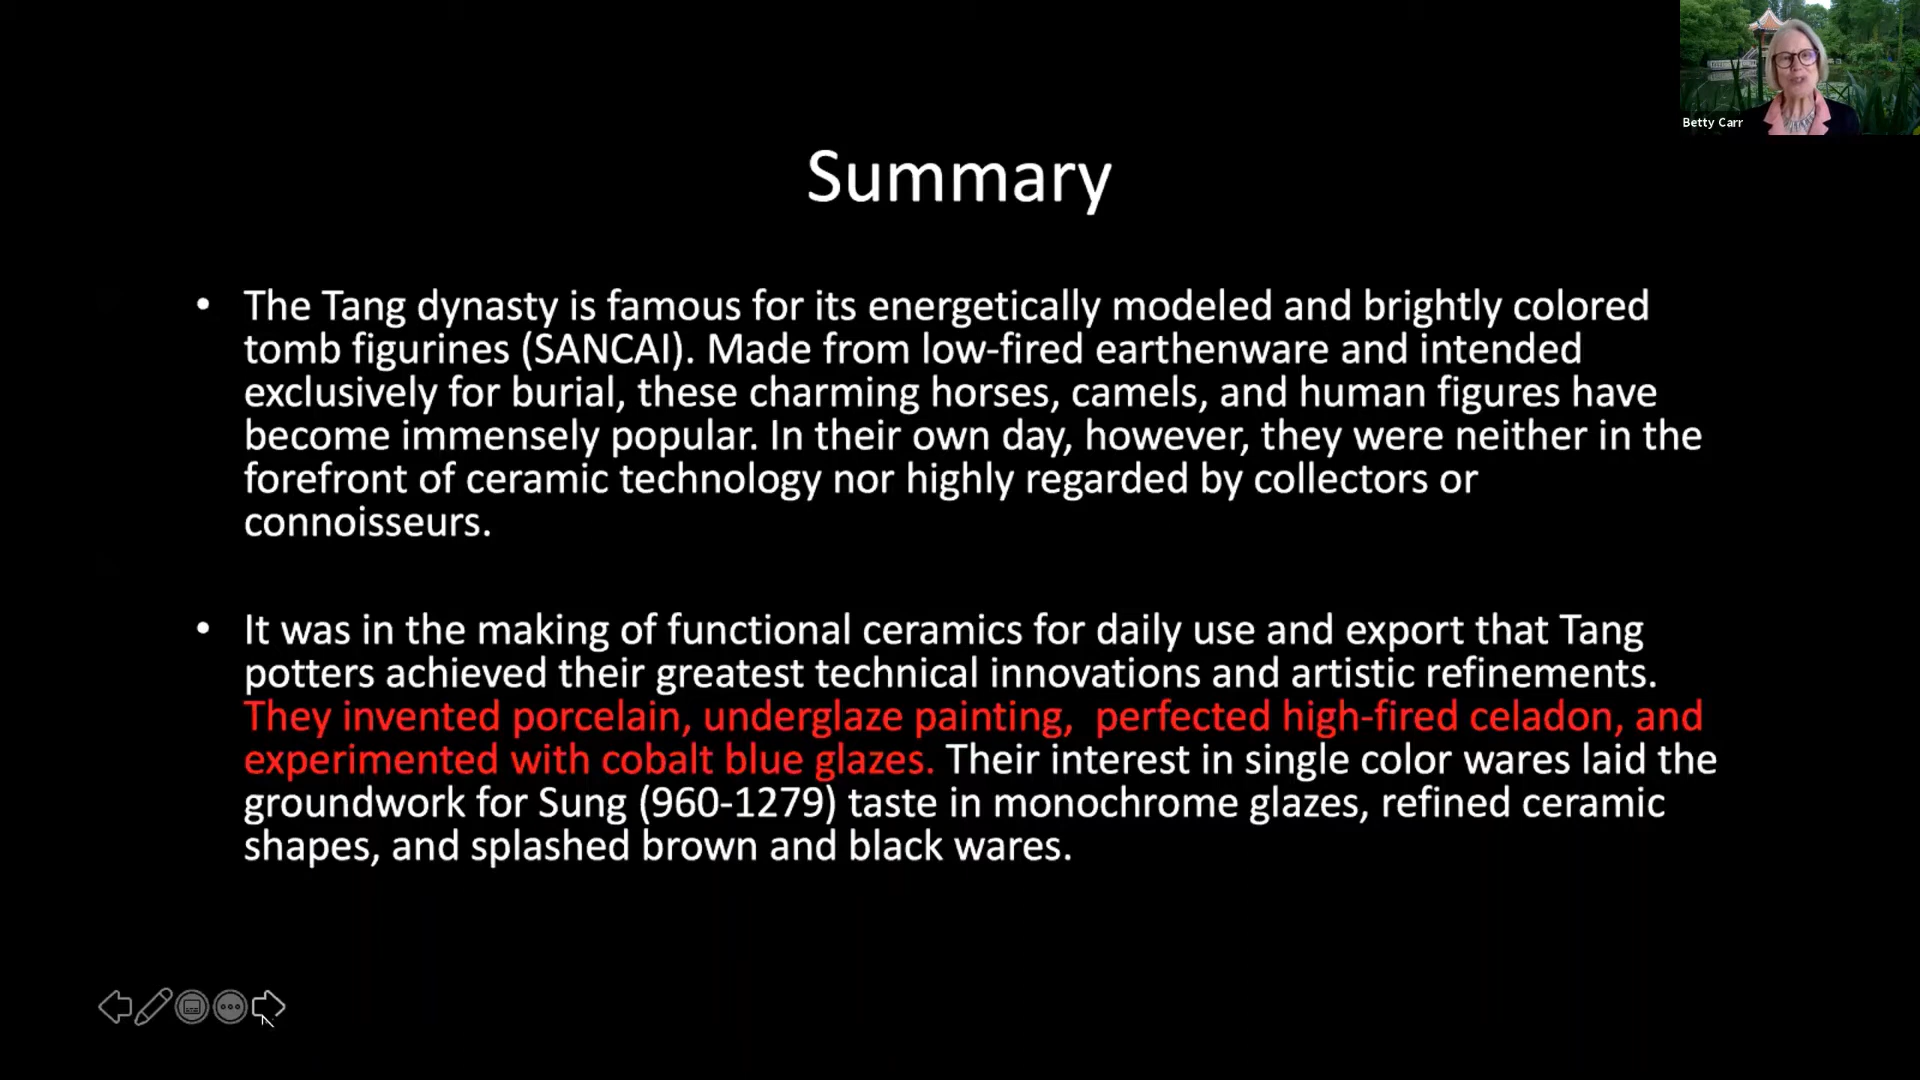 Betty Carr
Summary
• The Tang dynasty is famous for its energetically modeled and brightly colored
tomb figurines (SANCAI). Made from low-fired earthenware and intended
exclusively for burial, these charming horses, camels, and human figures have
become immensely popular. In their own day, however, they were neither in the
forefront of ceramic technology nor highly regarded by collectors or
connoisseurs.
• It was in the making of functional ceramics for daily use and export that Tang
potters achieved their greatest technical innovations and artistic refinements.
They invented porcelain, underglaze painting,  perfected high-fired celadon, and
experimented with cobalt blue glazes. Their interest in single color wares laid the
groundwork for Sung (960-1279) taste in monochrome glazes, refined ceramic
shapes, and splashed brown and black wares.